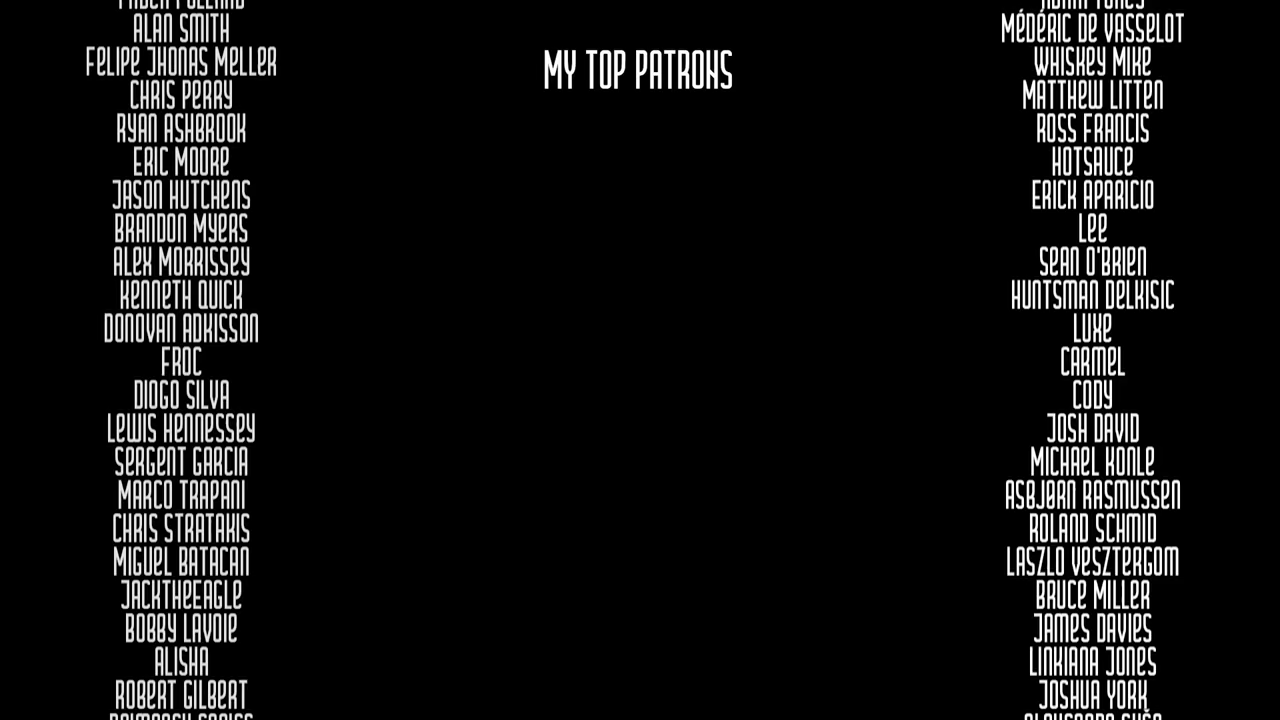 ALAN SMITH
FELIPE JHONAS MELLER
CHRIS PERRY
RYAN ASHBROOK
ERIC MOORE
JASON HUTCHENS
BRANDON MYERS
ALEX MORRISSEY
KENNETH QUICK
DONOVAN ADKISSON
FROC
DIOGO SILVA
LEWIS HENNESSEY
SERGENT GARCIA
MARCO TRAPANI
CHRIS STRATAKIS
MIGUEL BATACAN
JACKTHEEAGLE
BOBBY LAVOIE
ALISHA
ROBERT GILBERT
MY TOP PATRONS
MÉDÉRIC DE VASSELOT
WHISKEY MIKE
MATTHEW LITTEN
ROSS FRANCIS
HOTSAUCE
ERICK APARICIO
LEE
SEAN O'BRIEN
HUNTSMAN DELKISIC
LUXE
CARMEL
CODY
JOSH DAVID
MICHAEL KONLE
ASBJØRN RASMUSSEN
ROLAND SCHMID
LASZLO VESZTERGOM
BRUCE MILLER
JAMES DAVIES
LINKIANA JONES
JOSHUA YORK